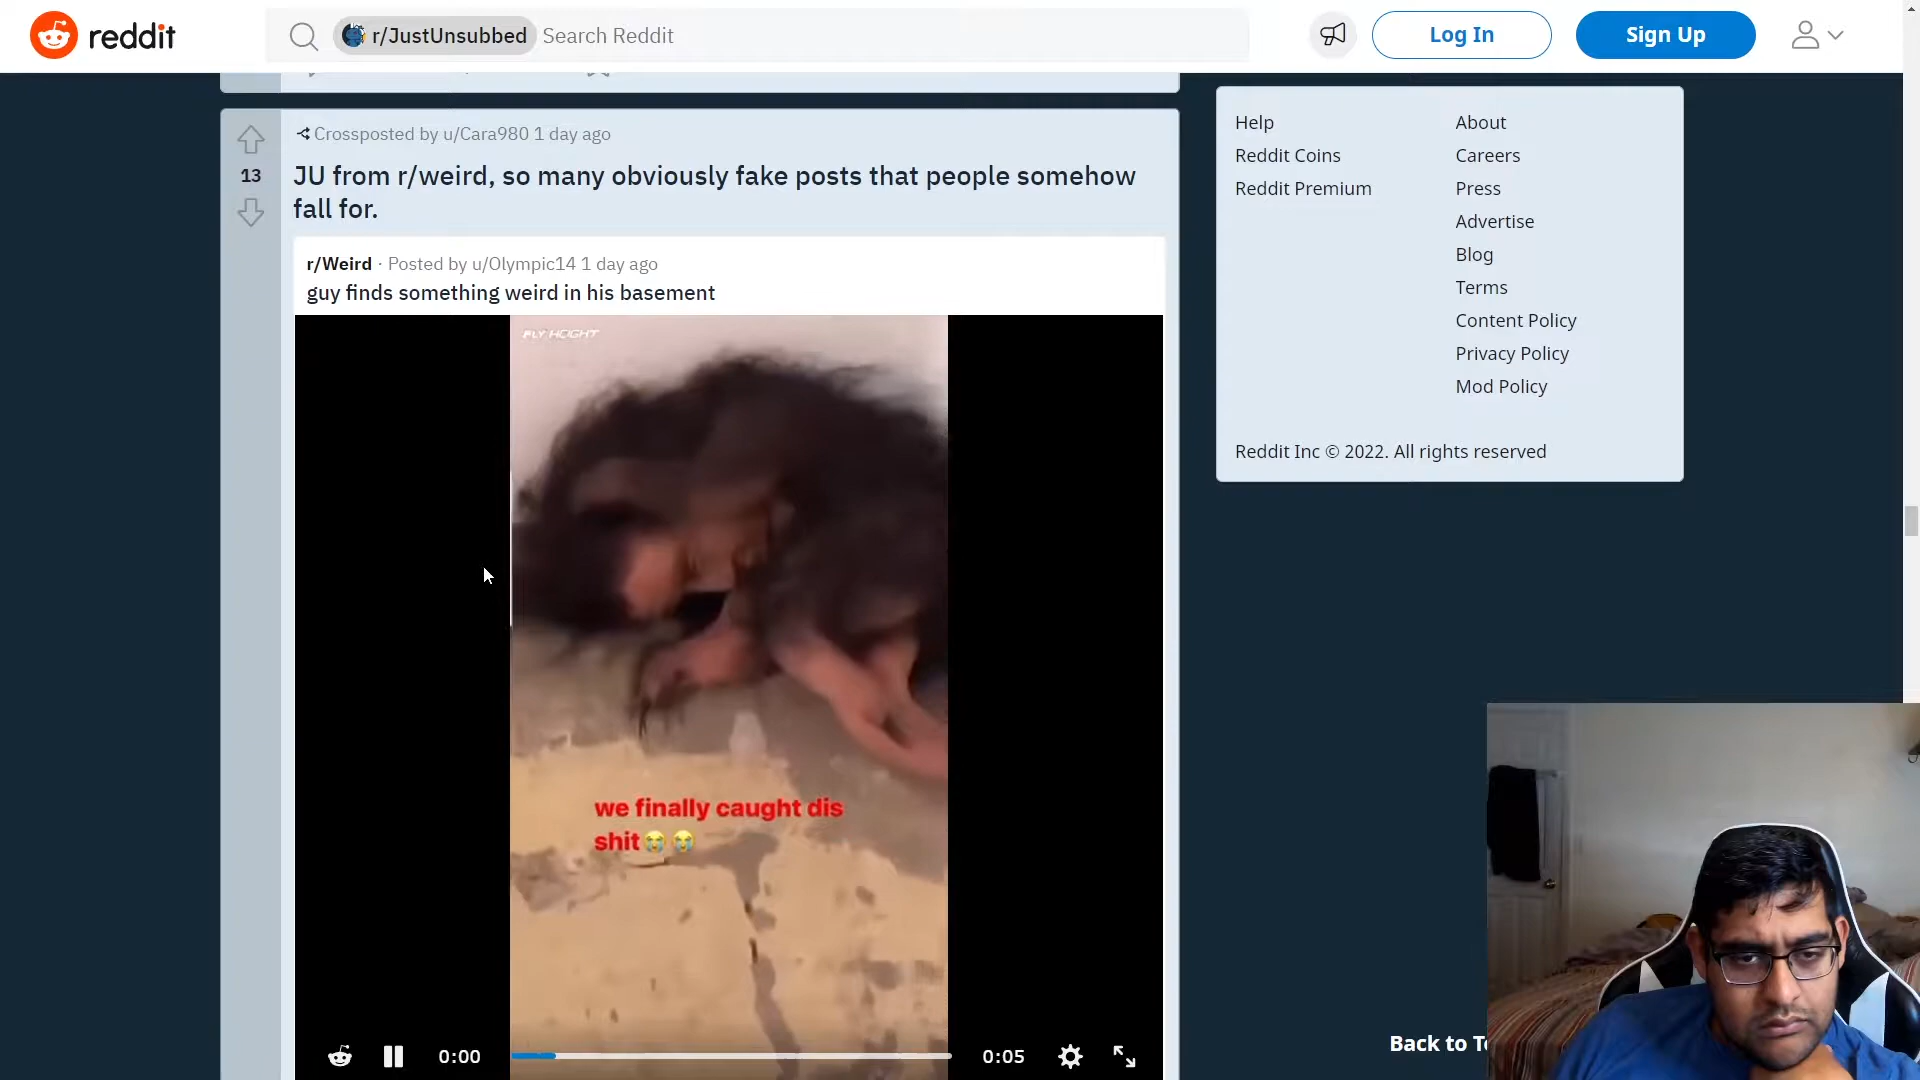 reddit
r/JustUnsubbed Search Reddit
Log In
Sign Up
Crossposted by u/Cara980 1 day ago
13
JU from r/weird, so many obviously fake posts that people somehow
fall for.
r/Weird · Posted by u/Olympic14 1 day ago
guy finds something weird in his basement
FLY HEIGHT
we finally caught dis
shit😭😭
0:00
0:05
Help
Reddit Coins
Reddit Premium
About
Careers
Press
Advertise
Blog
Terms
Content Policy
Privacy Policy
Mod Policy
Reddit Inc © 2022. All rights reserved
Back to